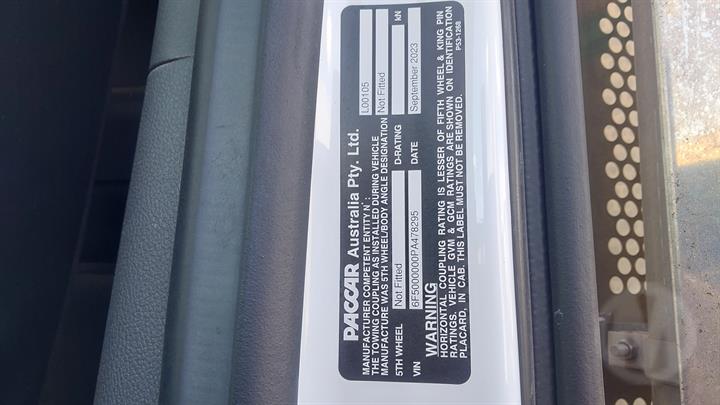 PACCAR Australia Pty. Ltd.
MANUFACTURER COMPETENT ENTITY Nº : L00105
THE TOWING COUPLING AS INSTALLED DURING VEHICLE
MANUFACTURE WAS 5TH WHEEL/BODY ANGLE DESIGNATION Not Fitted
5TH WHEEL Not Fitted D-RATING kN
VIN 6F5000000PA478295 DATE September 2023
WARNING
HORIZONTAL COUPLING RATING IS LESSER OF FIFTH WHEEL & KING PIN
RATINGS. VEHICLE GVM & GCM RATINGS ARE SHOWN ON IDENTIFICATION
PLACARD, IN CAB. THIS LABEL MUST NOT BE REMOVED. P53-1268